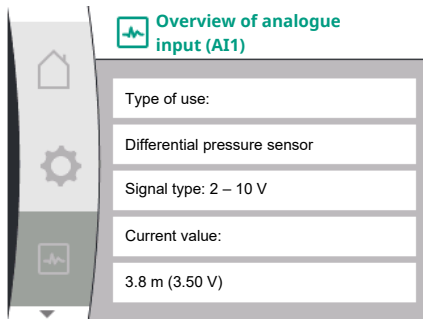 Overview of analogue
input (AI1)
Type of use:
Differential pressure sensor
Signal type: 2 – 10 V
Current value:
3.8 m (3.50 V)